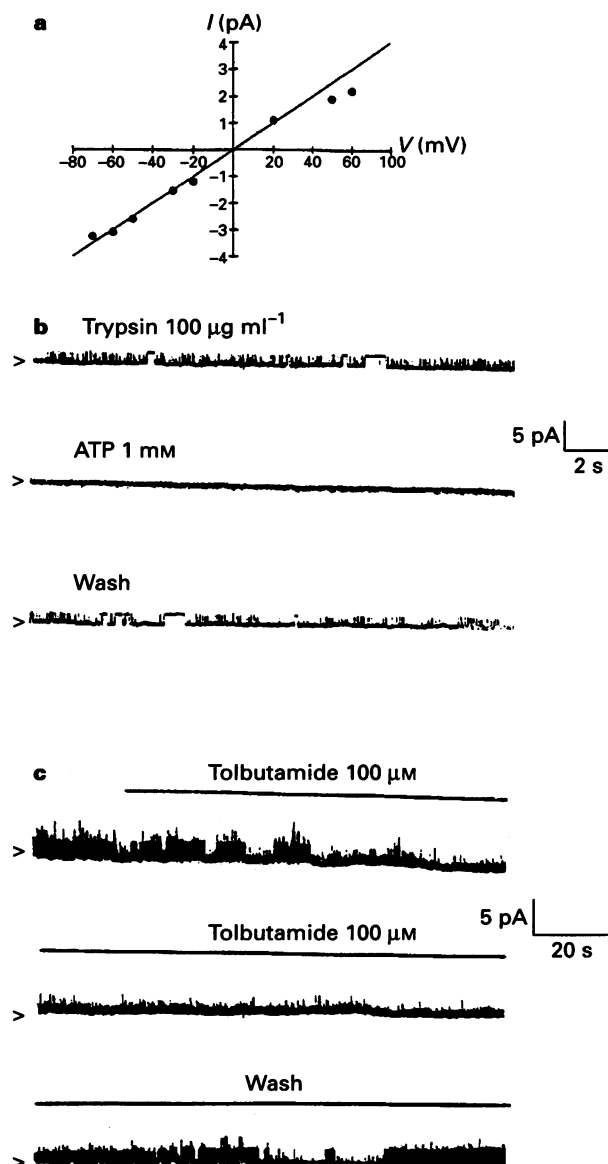 a
I (pA)
4
3
2
1
V (mV)
−80 −60 −40 −20 20 40 60 80 100
−1
−2
−3
−4
b Trypsin 100 µg ml⁻¹
>
5 pA
2 s
ATP 1 mM
>
Wash
>
c
Tolbutamide 100 µM
>
5 pA
20 s
Tolbutamide 100 µM
>
Wash
>